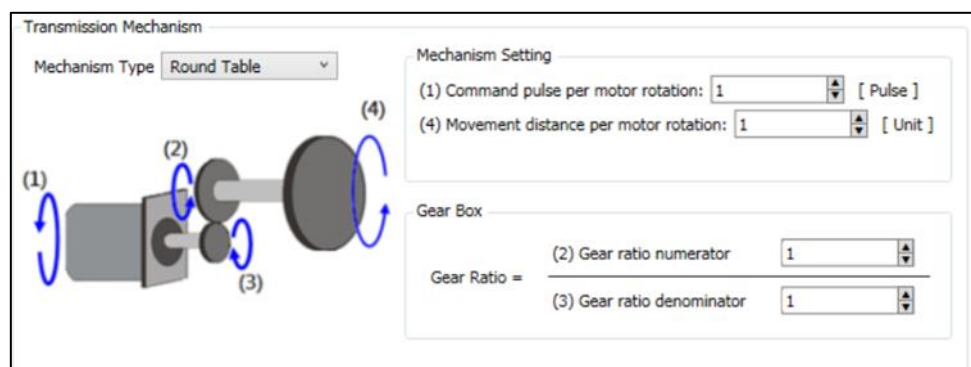 Transmission Mechanism
Mechanism Type Round Table
Mechanism Setting
(1) Command pulse per motor rotation: 1 [ Pulse ]
(4) Movement distance per motor rotation: 1 [ Unit ]
(4)
(2)
(1)
(3)
Gear Box
(2) Gear ratio numerator 1
Gear Ratio =
(3) Gear ratio denominator 1